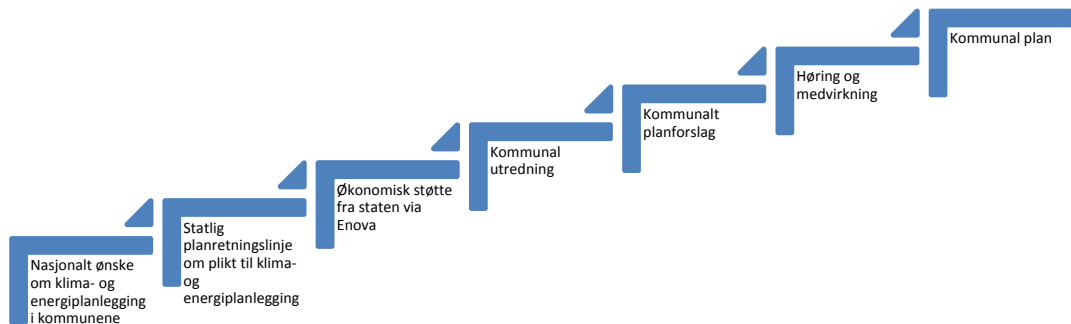 Nasjonalt ønske
om klima- og
energiplanlegging
i kommunene
Statlig
planretningslinje
om plikt til klima-
og
energiplanlegging
Økonomisk støtte
fra staten via
Enova
Kommunal
utredning
Kommunalt
planforslag
Høring og
medvirkning
Kommunal plan